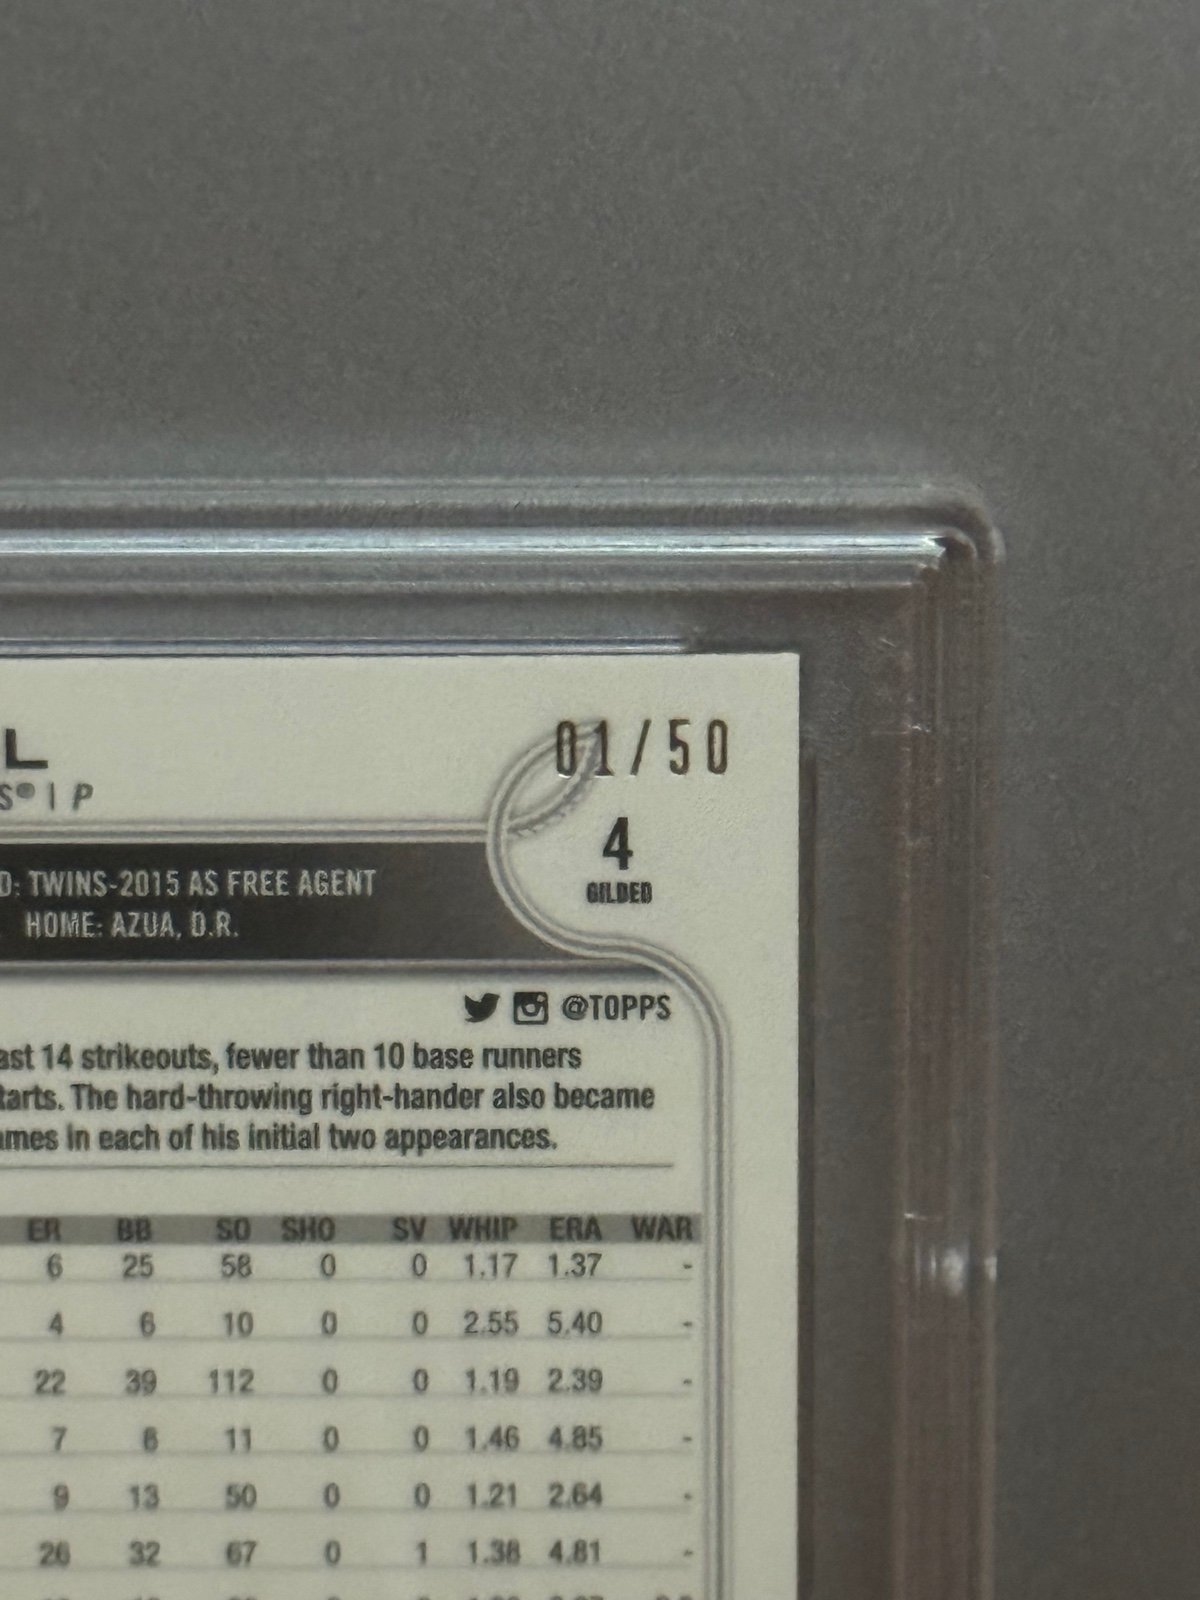 01/50
L
S® | P
4
GILDED
D: TWINS-2015 AS FREE AGENT
HOME: AZUA, D.R.
@TOPPS
ast 14 strikeouts, fewer than 10 base runners
tarts. The hard-throwing right-hander also became
ames in each of his initial two appearances.
ER BB SO SHO SV WHIP ERA WAR
6 25 58 0 0 1.17 1.37 -
4 6 10 0 0 2.55 5.40 -
22 39 112 0 0 1.19 2.39 -
7 8 11 0 0 1.46 4.85 -
9 13 50 0 0 1.21 2.64 -
26 32 67 0 1 1.38 4.81 -